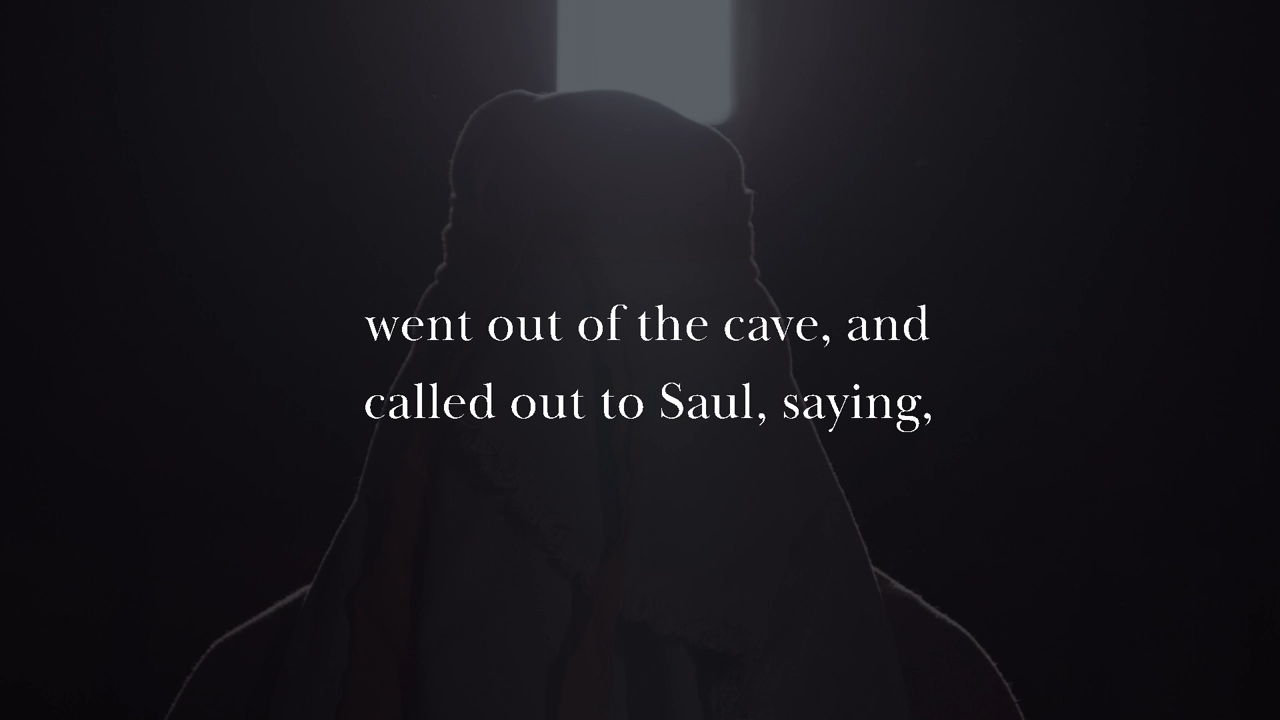 went out of the cave, and
called out to Saul, saying,